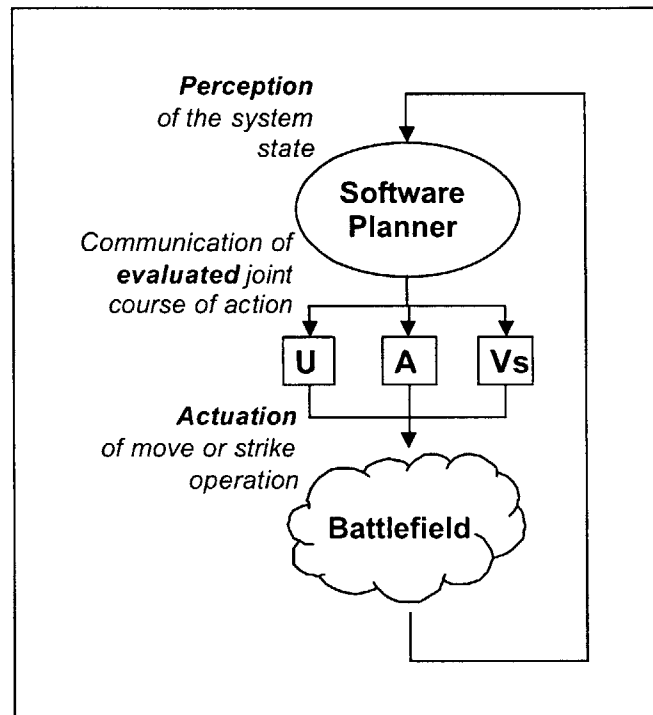 Perception
of the system
state
Software
Planner
Communication of
evaluated joint
course of action
U A Vs
Actuation
of move or strike
operation
Battlefield